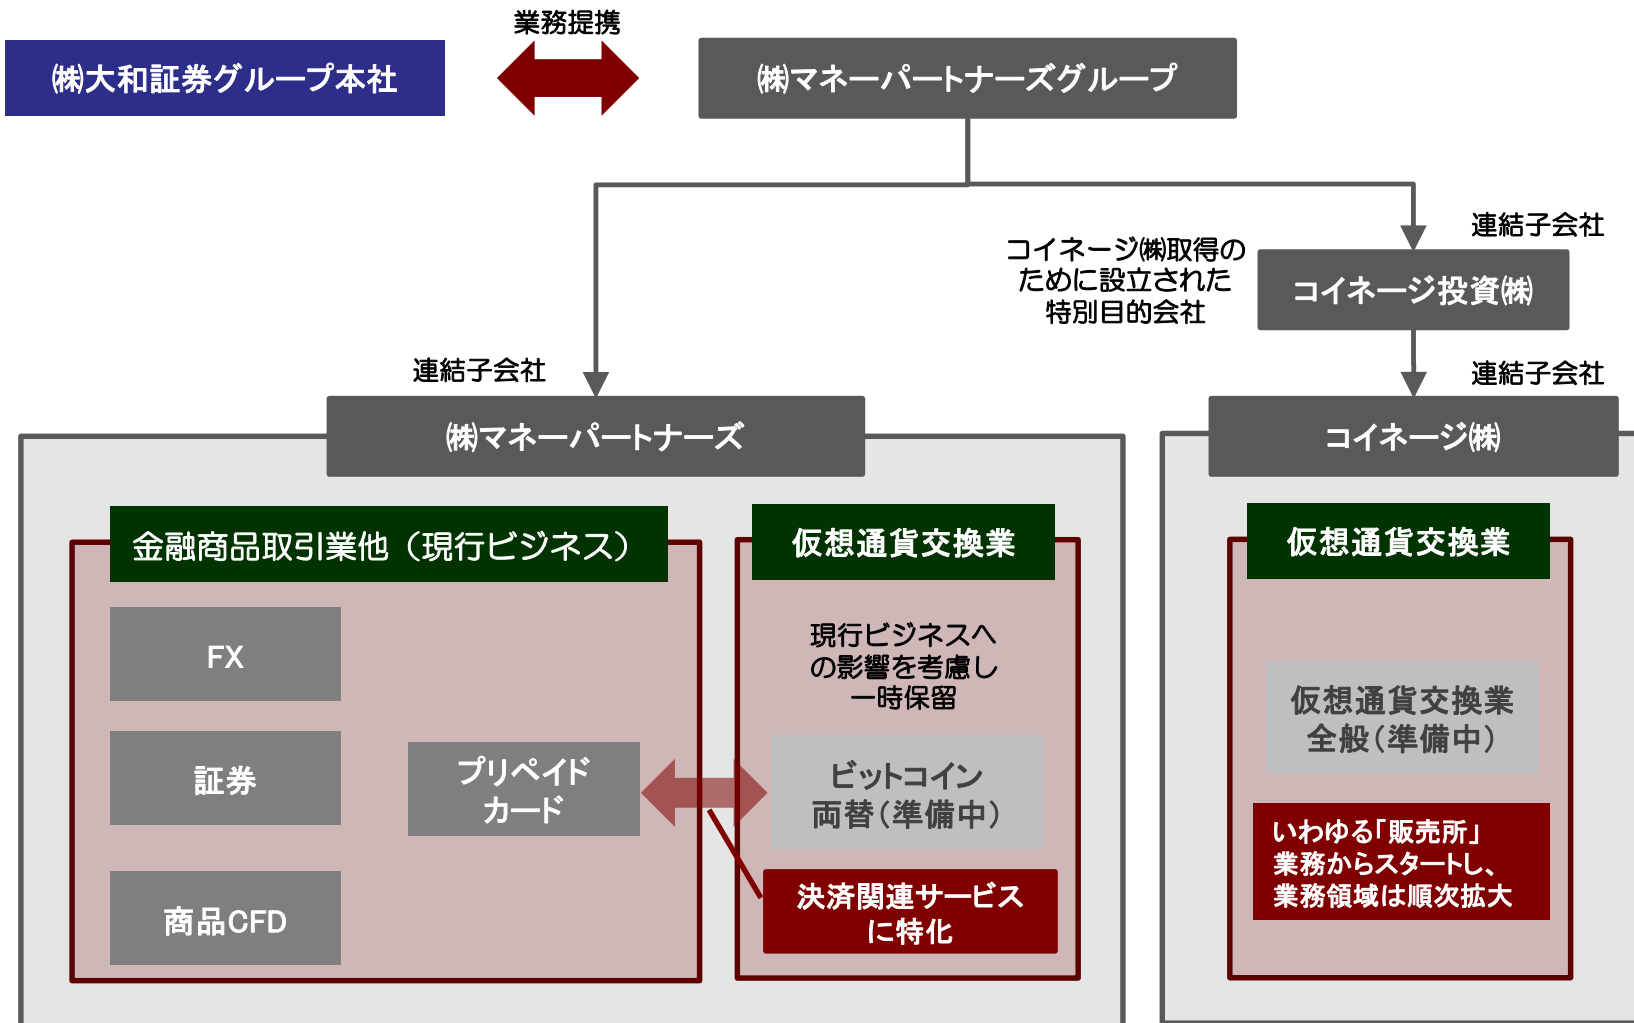 業務提携
㈱大和証券グループ本社
㈱マネーパートナーズグループ
連結子会社
コイネージ㈱取得の
ために設立された
特別目的会社
コイネージ投資㈱
連結子会社
連結子会社
㈱マネーパートナーズ
コイネージ㈱
金融商品取引業他（現行ビジネス）
仮想通貨交換業
仮想通貨交換業
FX
証券
商品CFD
プリペイド
カード
現行ビジネスへ
の影響を考慮し
一時保留
ビットコイン
両替（準備中）
決済関連サービス
に特化
仮想通貨交換業
全般（準備中）
いわゆる「販売所」
業務からスタートし、
業務領域は順次拡大